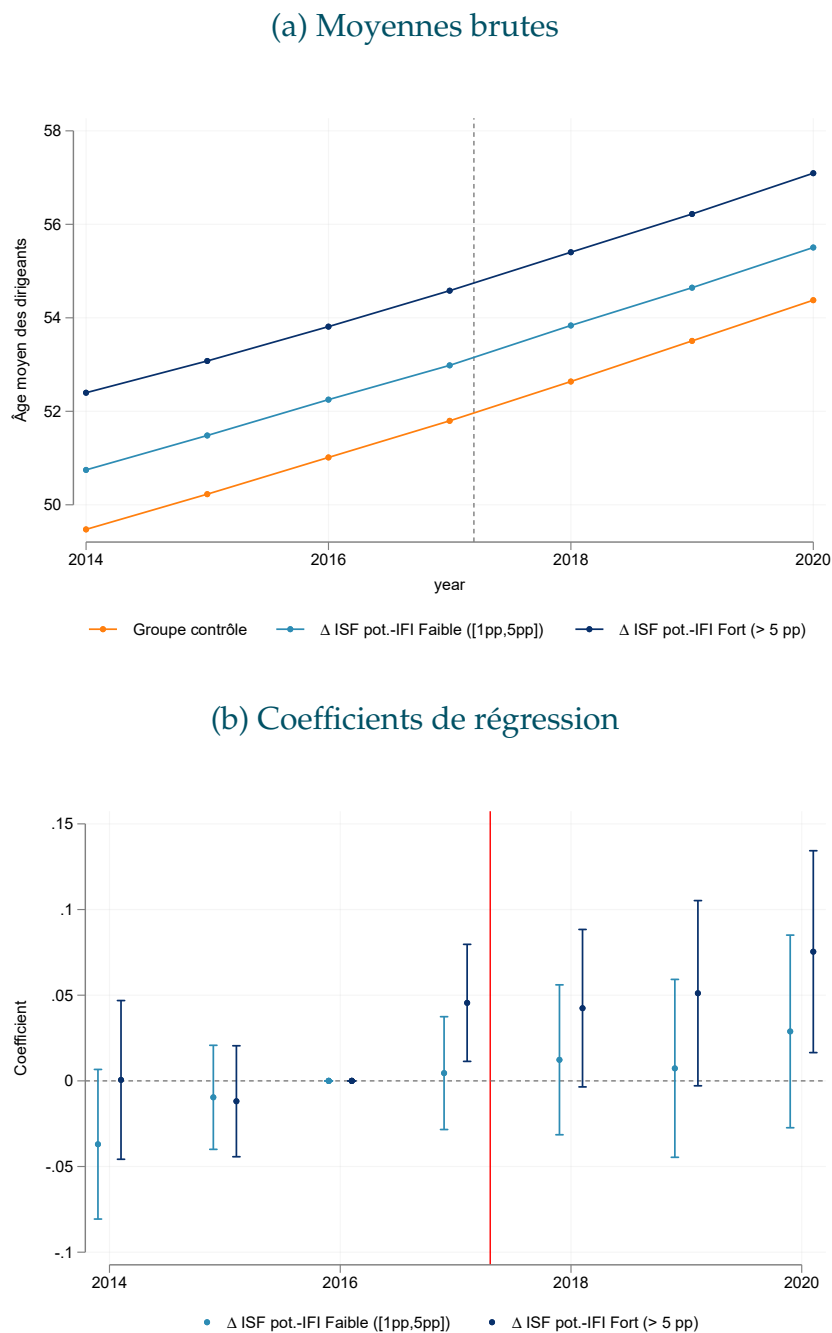 (a) Moyennes brutes
58
56
54
52
50
Âge moyen des dirigeants
2014
2016
2018
2020
year
Groupe contrôle
Δ ISF pot.-IFI Faible ([1pp,5pp])
Δ ISF pot.-IFI Fort (> 5 pp)
(b) Coefficients de régression
.15
.1
.05
0
-.05
-.1
Coefficient
2014
2016
2018
2020
Δ ISF pot.-IFI Faible ([1pp,5pp])
Δ ISF pot.-IFI Fort (> 5 pp)